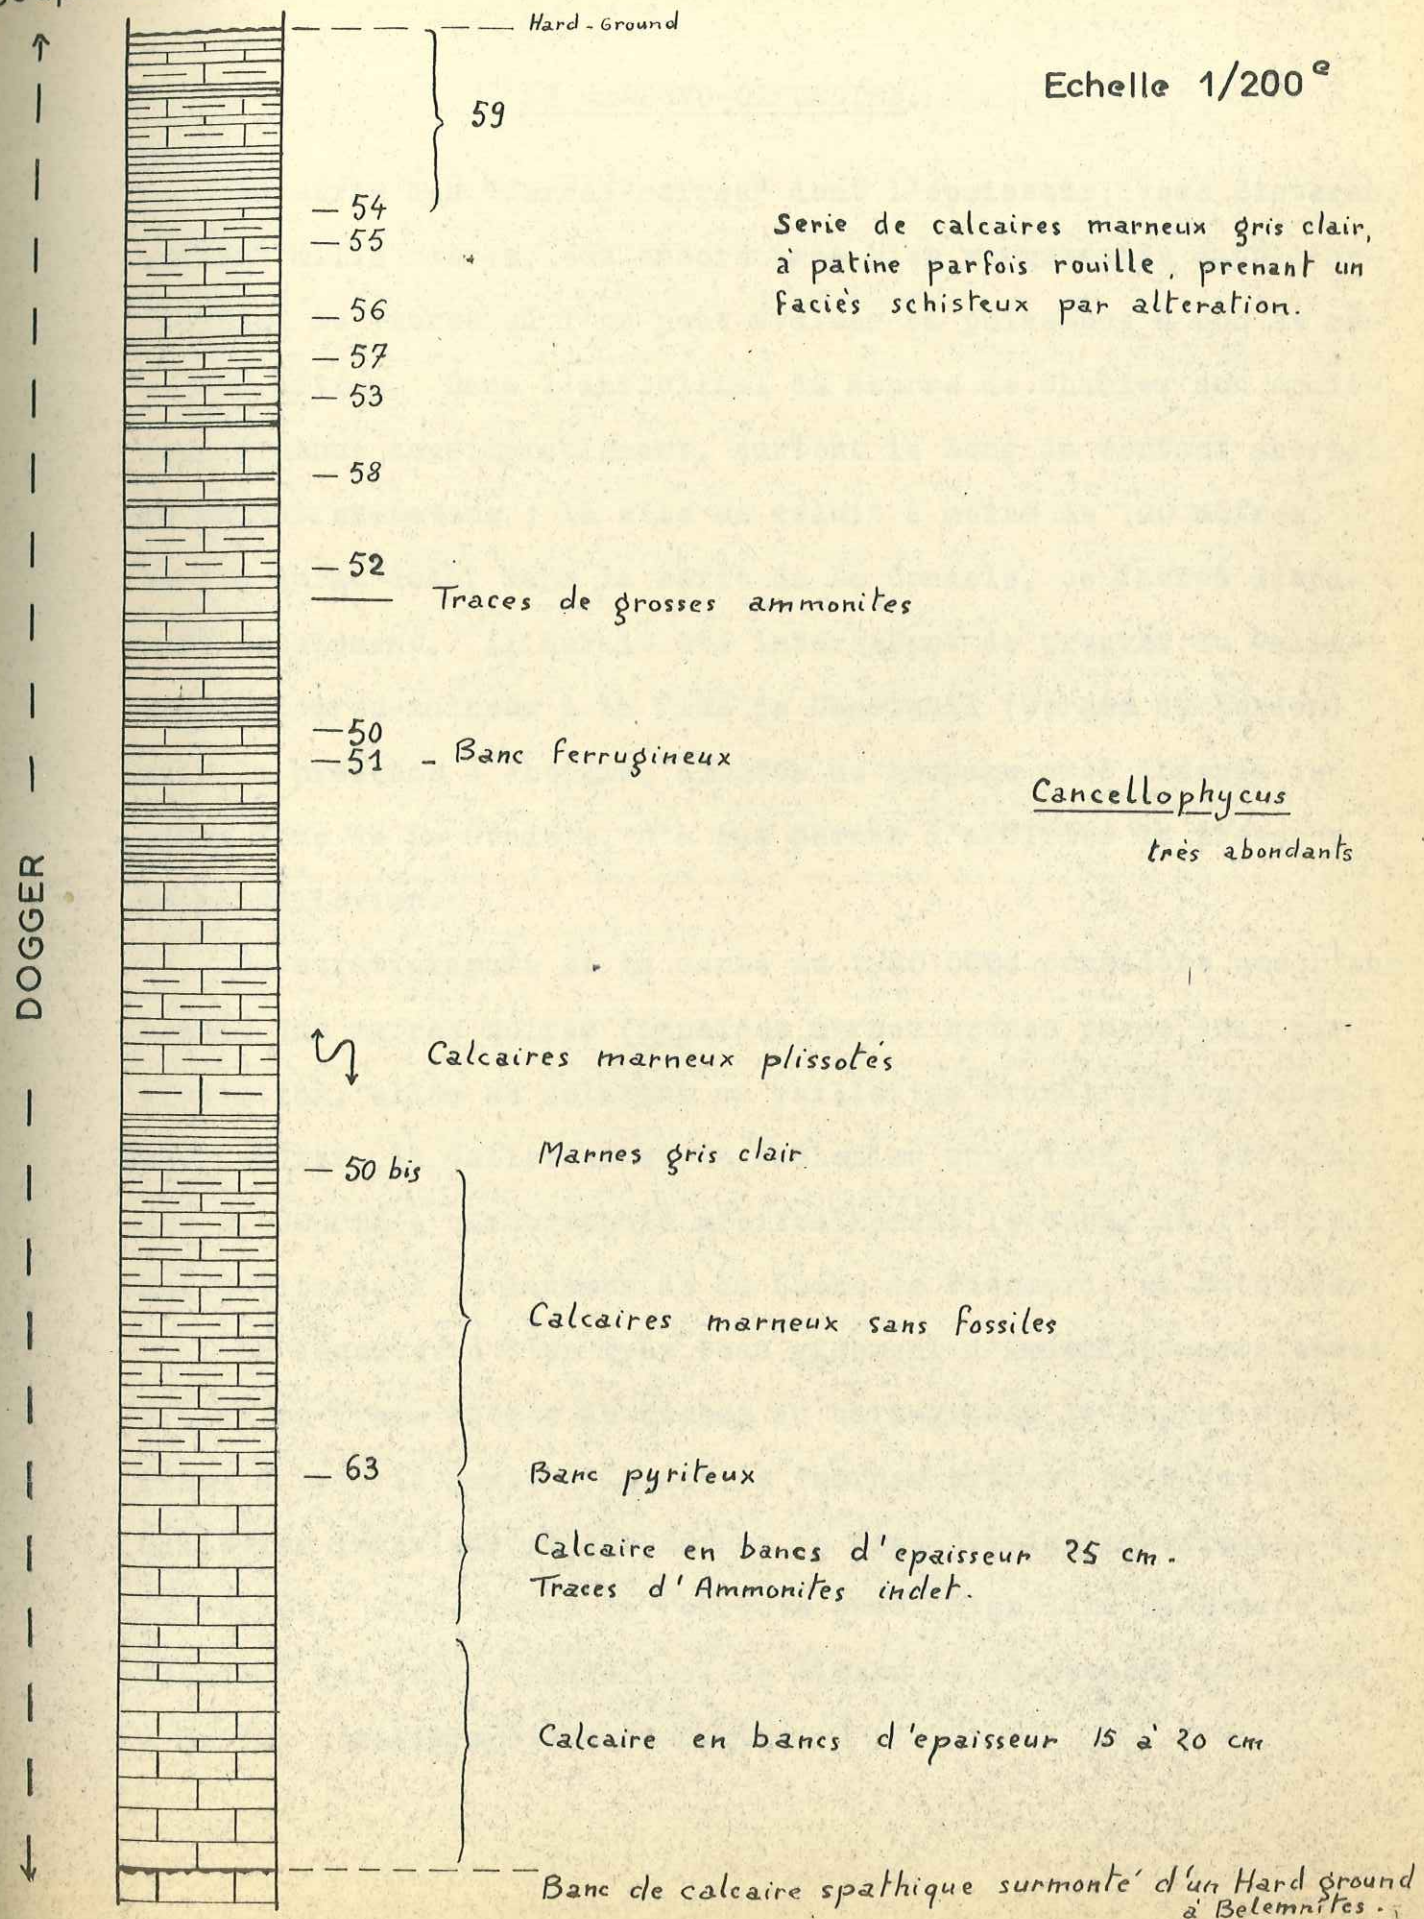 Hard-Ground
Echelle 1/200e
59
54
55
Serie de calcaires marneux gris clair,
à patine parfois rouille, prenant un
faciès schisteux par alteration.
56
57
53
58
52
Traces de grosses ammonites
50
51 - Banc ferrugineux
Cancellophycus
très abondants
DOGGER
Calcaires marneux plissotés
Marnes gris clair
50 bis
Calcaires marneux sans fossiles
63
Banc pyriteux
Calcaire en bancs d'epaisseur 25 cm.
Traces d'Ammonites indet.
Calcaire en bancs d'epaisseur 15 à 20 cm
Banc de calcaire spathique surmonté d'un Hard ground
à Belemnites.